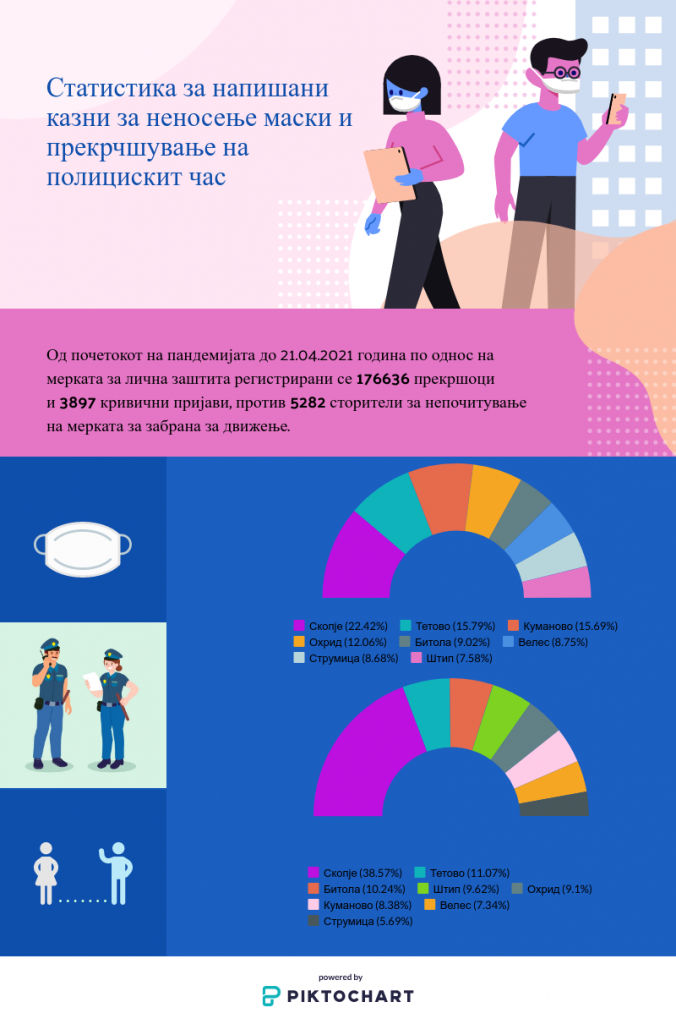 Статистика за напишани
казни за неносење маски и
прекрчшување на
полицискит час
Од почетокот на пандемијата до 21.04.2021 година по однос на
мерката за лична заштита регистрирани се 176636 прекршоци
и 3897 кривични пријави, против 5282 сторители за непочитување
на мерката за забрана за движење.
Скопје (22.42%) Тетово (15.79%) Куманово (15.69%)
Охрид (12.06%) Битола (9.02%) Велес (8.75%)
Струмица (8.68%) Штип (7.58%)
Скопје (38.57%) Тетово (11.07%)
Битола (10.24%) Штип (9.62%) Охрид (9.1%)
Куманово (8.38%) Велес (7.34%)
Струмица (5.69%)
powered by
PIKTOCHART